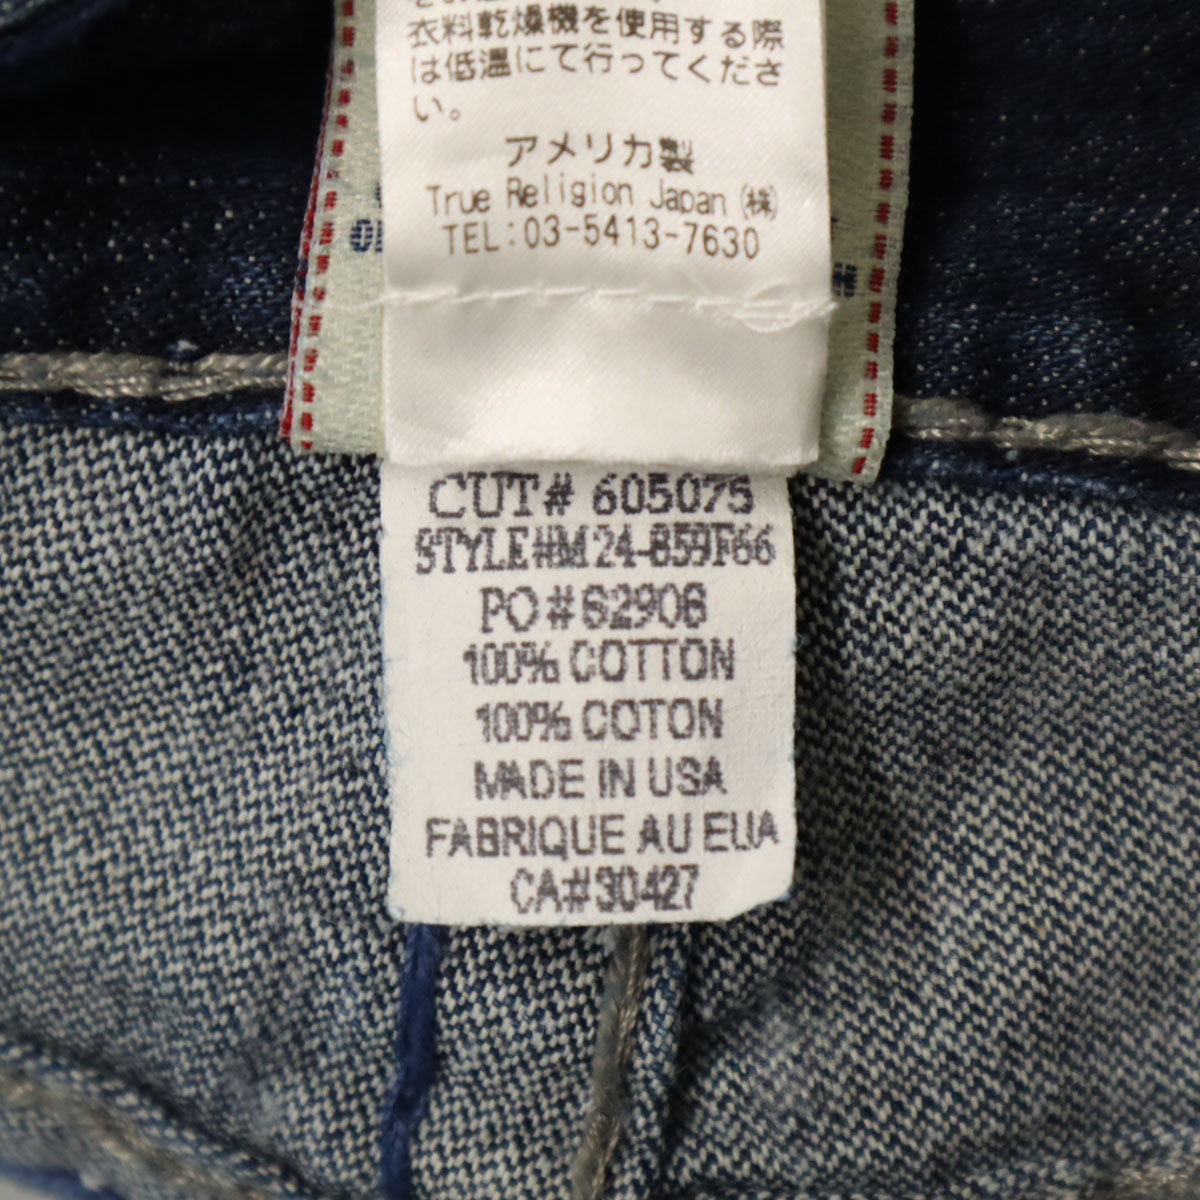 衣料乾燥機を使用する際
は低温にて行ってくださ
い。
アメリカ製
True Religion Japan (株)
TEL:03-5413-7630
CUT# 605075
STYLE#M24-859F66
PO#62906
100% COTTON
100% COTON
MADE IN USA
FABRIQUE AU EUA
CA#30427